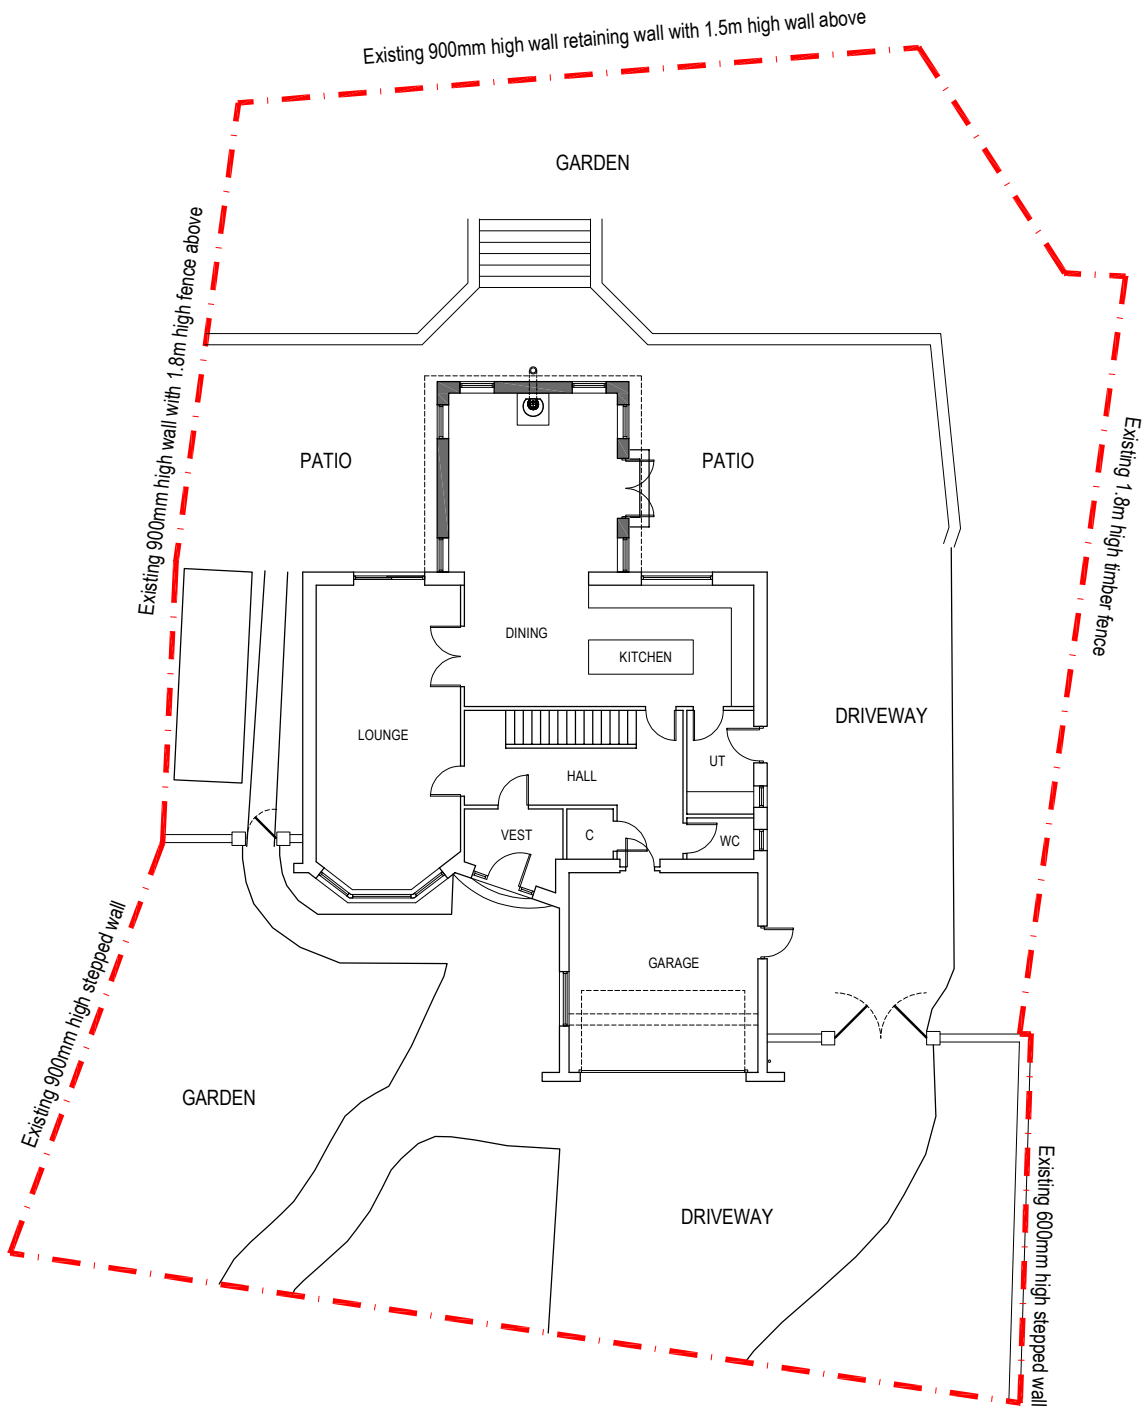 Existing 900mm high wall retaining wall with 1.5m high wall above
GARDEN
Existing 900mm high wall with 1.8m high fence above
PATIO
PATIO
Existing 1.8m high timber fence
DINING
KITCHEN
LOUNGE
DRIVEWAY
HALL
UT
VEST
C
WC
GARAGE
Existing 900mm high stepped wall
GARDEN
DRIVEWAY
Existing 600mm high stepped wall